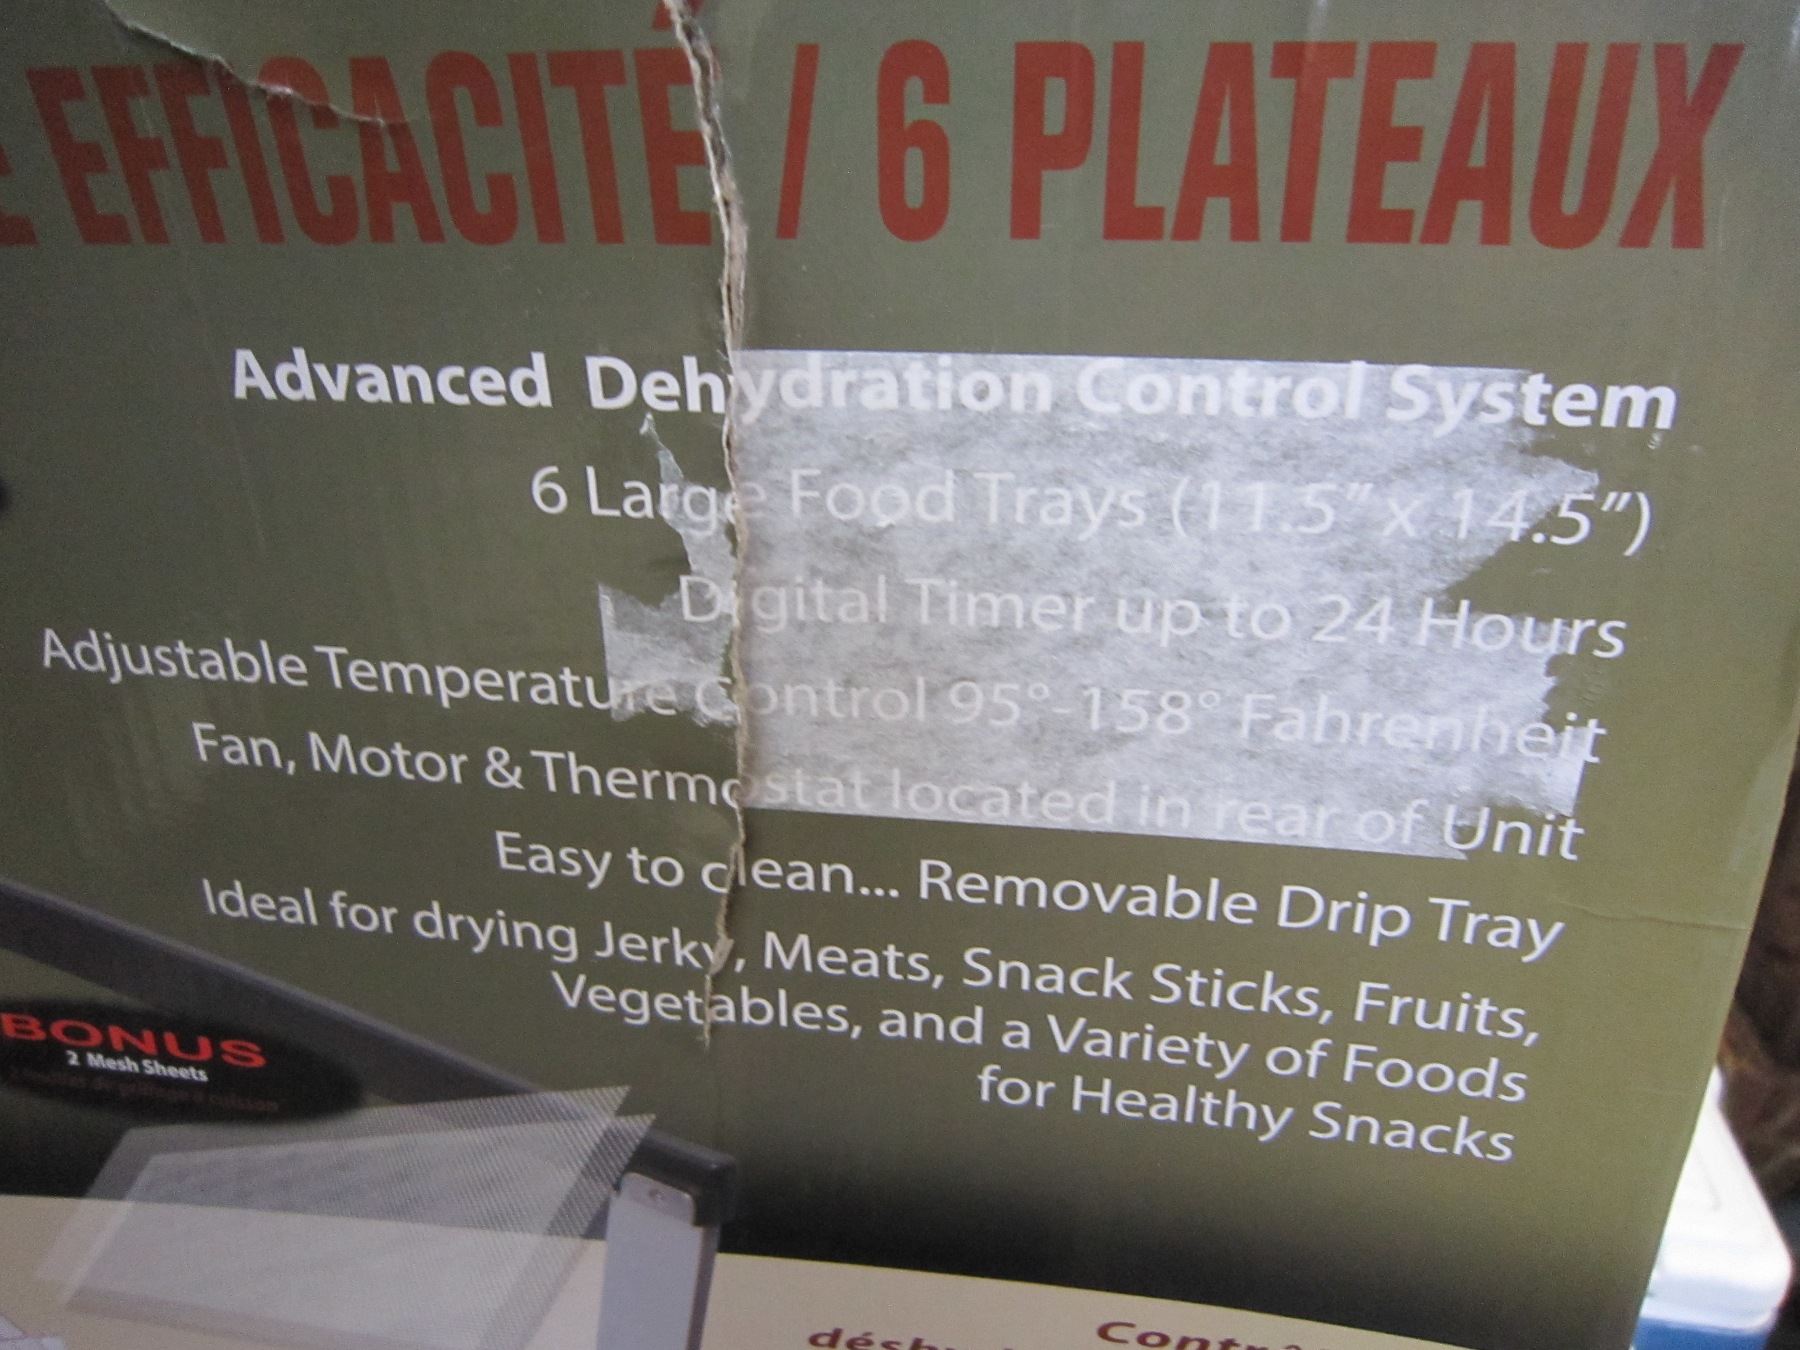 EFFICACITÉ / 6 PLATEAUX
Advanced Dehydration Control System
6 Large Food Trays (11.5” x 14.5”)
Digital Timer up to 24 Hours
Adjustable Temperature Control 95°-158° Fahrenheit
Fan, Motor & Thermostat located in rear of Unit
Easy to clean... Removable Drip Tray
Ideal for drying Jerky, Meats, Snack Sticks, Fruits,
Vegetables, and a Variety of Foods
for Healthy Snacks
BONUS
2 Mesh Sheets